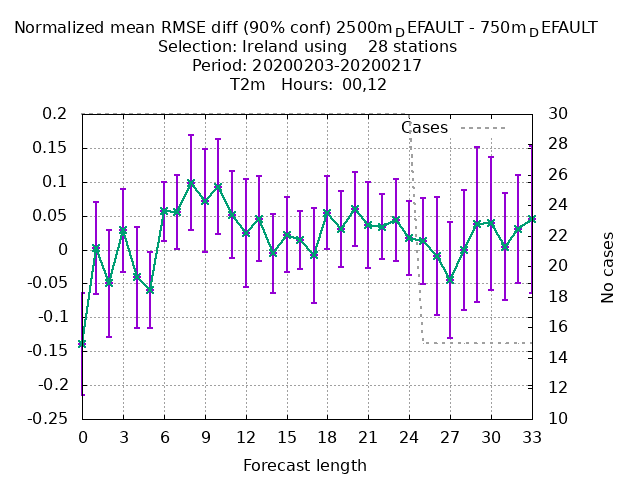 Normalized mean RMSE diff (90% conf) 2500m_DEFAULT - 750m_DEFAULT
Selection: Ireland using    28 stations
Period: 20200203-20200217
T2m   Hours: 00,12
Cases
0.2
0.15
0.1
0.05
0
-0.05
-0.1
-0.15
-0.2
-0.25
30
28
26
24
22
20
18
16
14
12
10
No cases
0 3 6 9 12 15 18 21 24 27 30 33
Forecast length